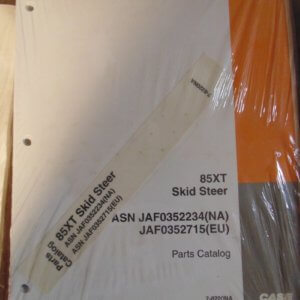 85XT
Skid Steer
ASN JAF0352234(NA)
JAF0352715(EU)
Parts Catalog
85XT Skid Steer
ASN JAF0352234(NA)
JAF0352715(EU)
Parts
Catalog
CASE